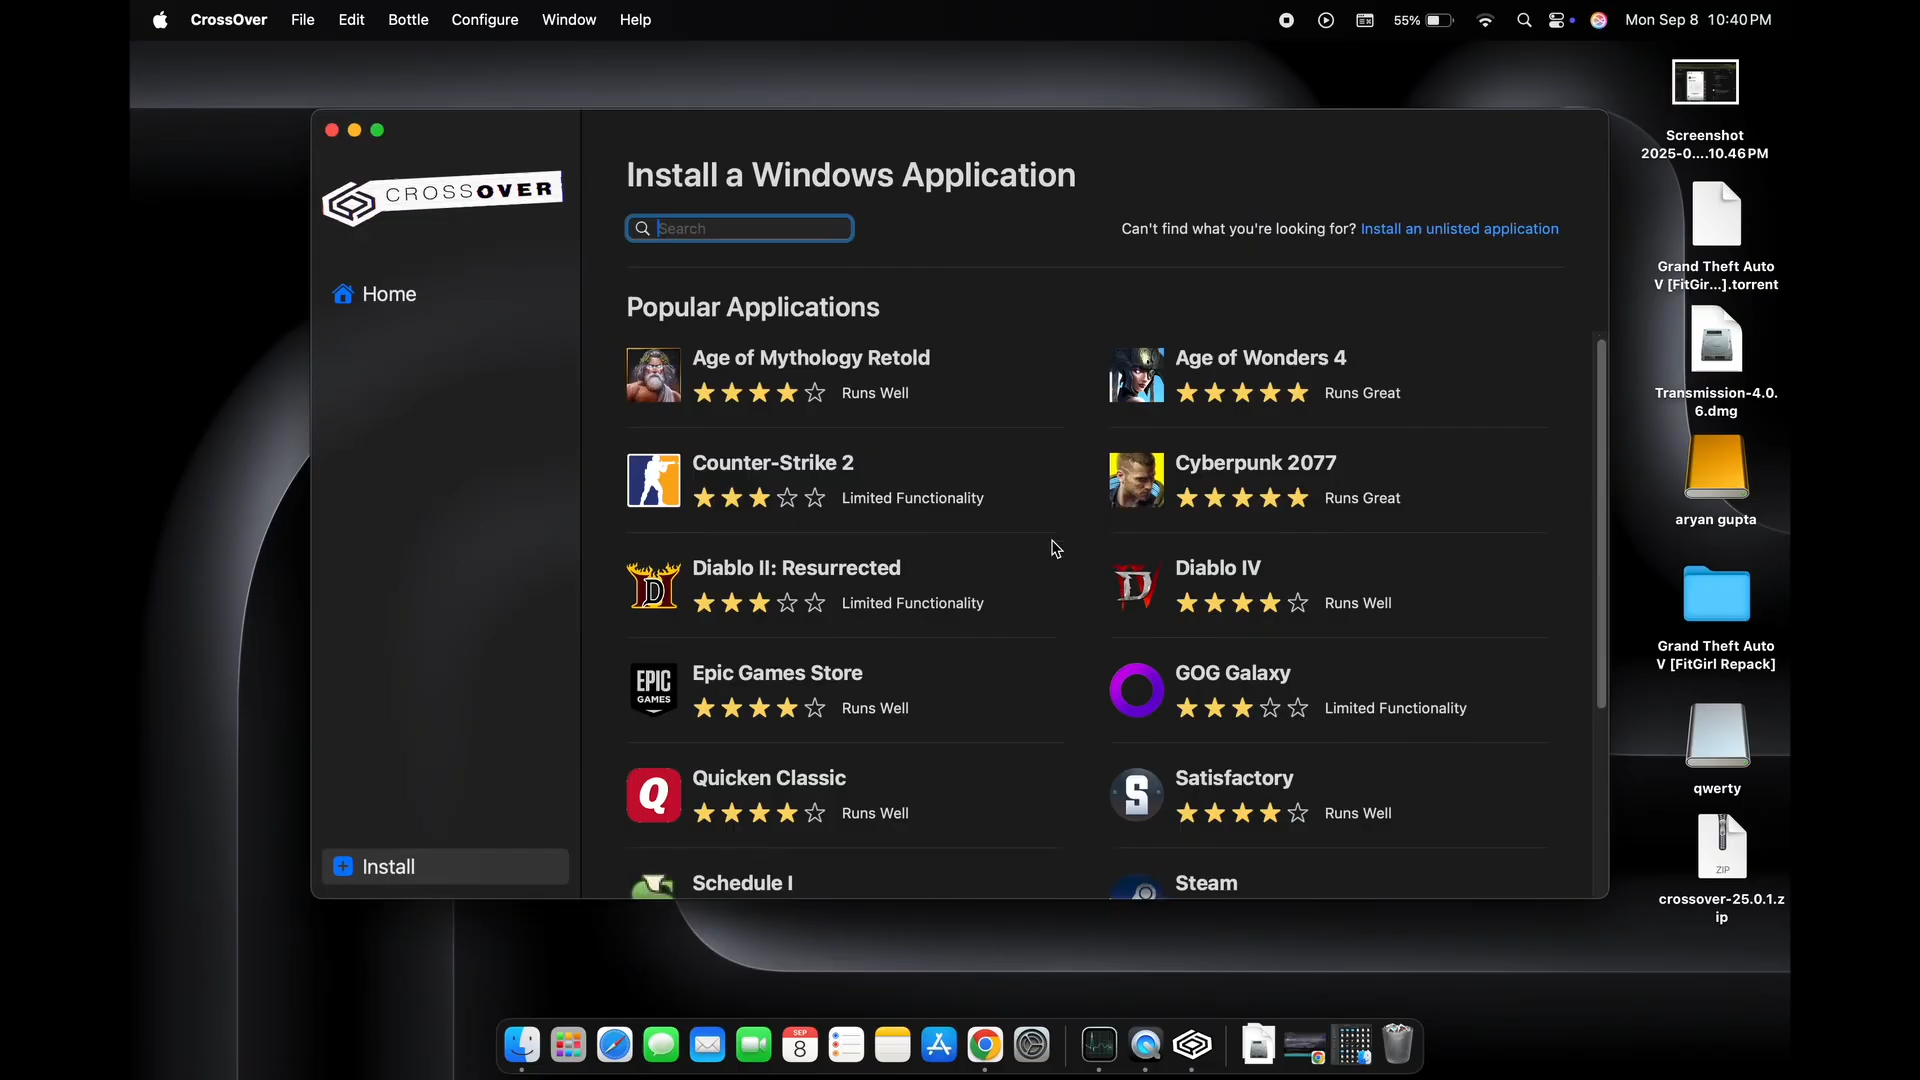 CrossOver File Edit Bottle Configure Window Help 55% Mon Sep 8 10:40 PM
CROSSOVER
Home
Install
Install a Windows Application
Search
Can't find what you're looking for? Install an unlisted application
Popular Applications
Age of Mythology Retold
Runs Well
Age of Wonders 4
Runs Great
Counter-Strike 2
Limited Functionality
Cyberpunk 2077
Runs Great
Diablo II: Resurrected
Limited Functionality
Diablo IV
Runs Well
EPIC
GAMES
Epic Games Store
Runs Well
GOG Galaxy
Limited Functionality
Q
Quicken Classic
Runs Well
S
Satisfactory
Runs Well
Schedule I
Steam
Screenshot
2025-0....10.46 PM
Grand Theft Auto
V [FitGir...].torrent
Transmission-4.0.
6.dmg
aryan gupta
Grand Theft Auto
V [FitGirl Repack]
qwerty
ZIP
crossover-25.0.1.z
ip
SEP
8